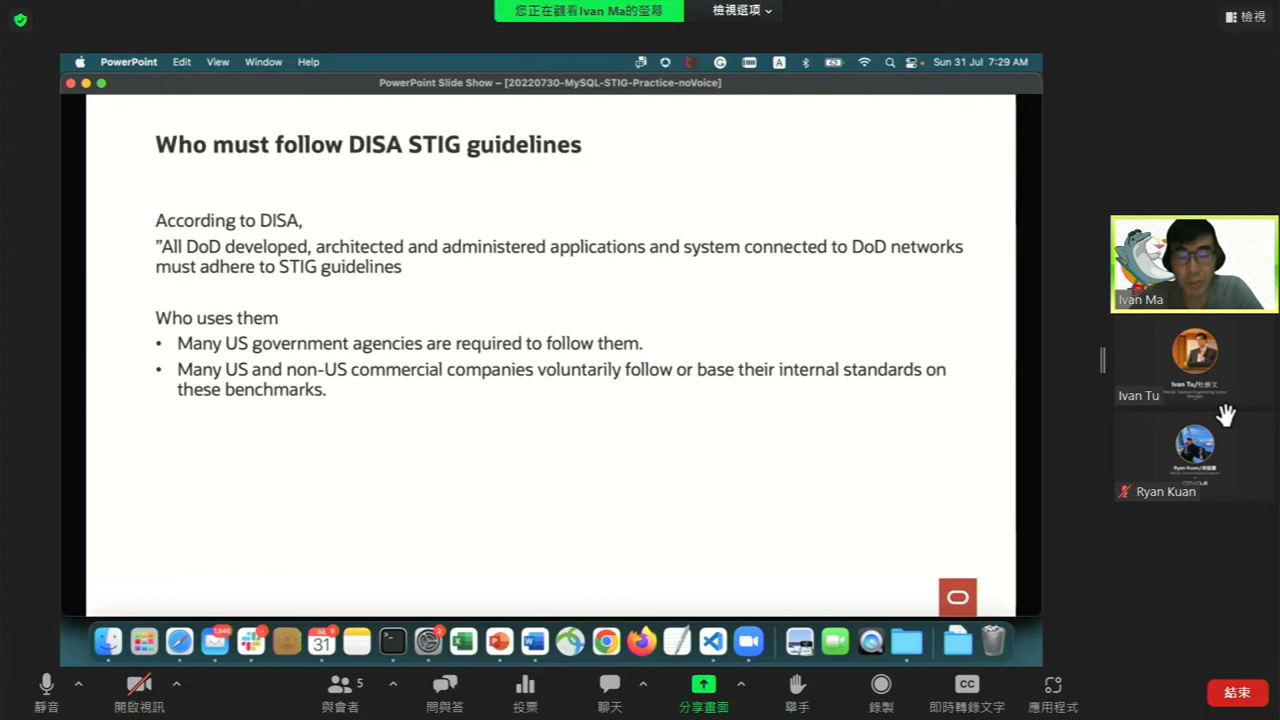 您正在觀看Ivan Ma的螢幕
檢視選項
檢視
PowerPoint Edit View Window Help
A
Sun 31 Jul 7:29 AM
PowerPoint Slide Show – [20220730-MySQL-STIG-Practice-noVoice]
Who must follow DISA STIG guidelines
According to DISA,
”All DoD developed, architected and administered applications and system connected to DoD networks
must adhere to STIG guidelines
Who uses them
• Many US government agencies are required to follow them.
• Many US and non-US commercial companies voluntarily follow or base their internal standards on
these benchmarks.
Ivan Ma
Ivan Tu
Ryan Kuan
31
靜音
開啟視訊
5
與會者
問與答
投票
聊天
分享畫面
舉手
錄製
CC
即時轉錄文字
應用程式
結束